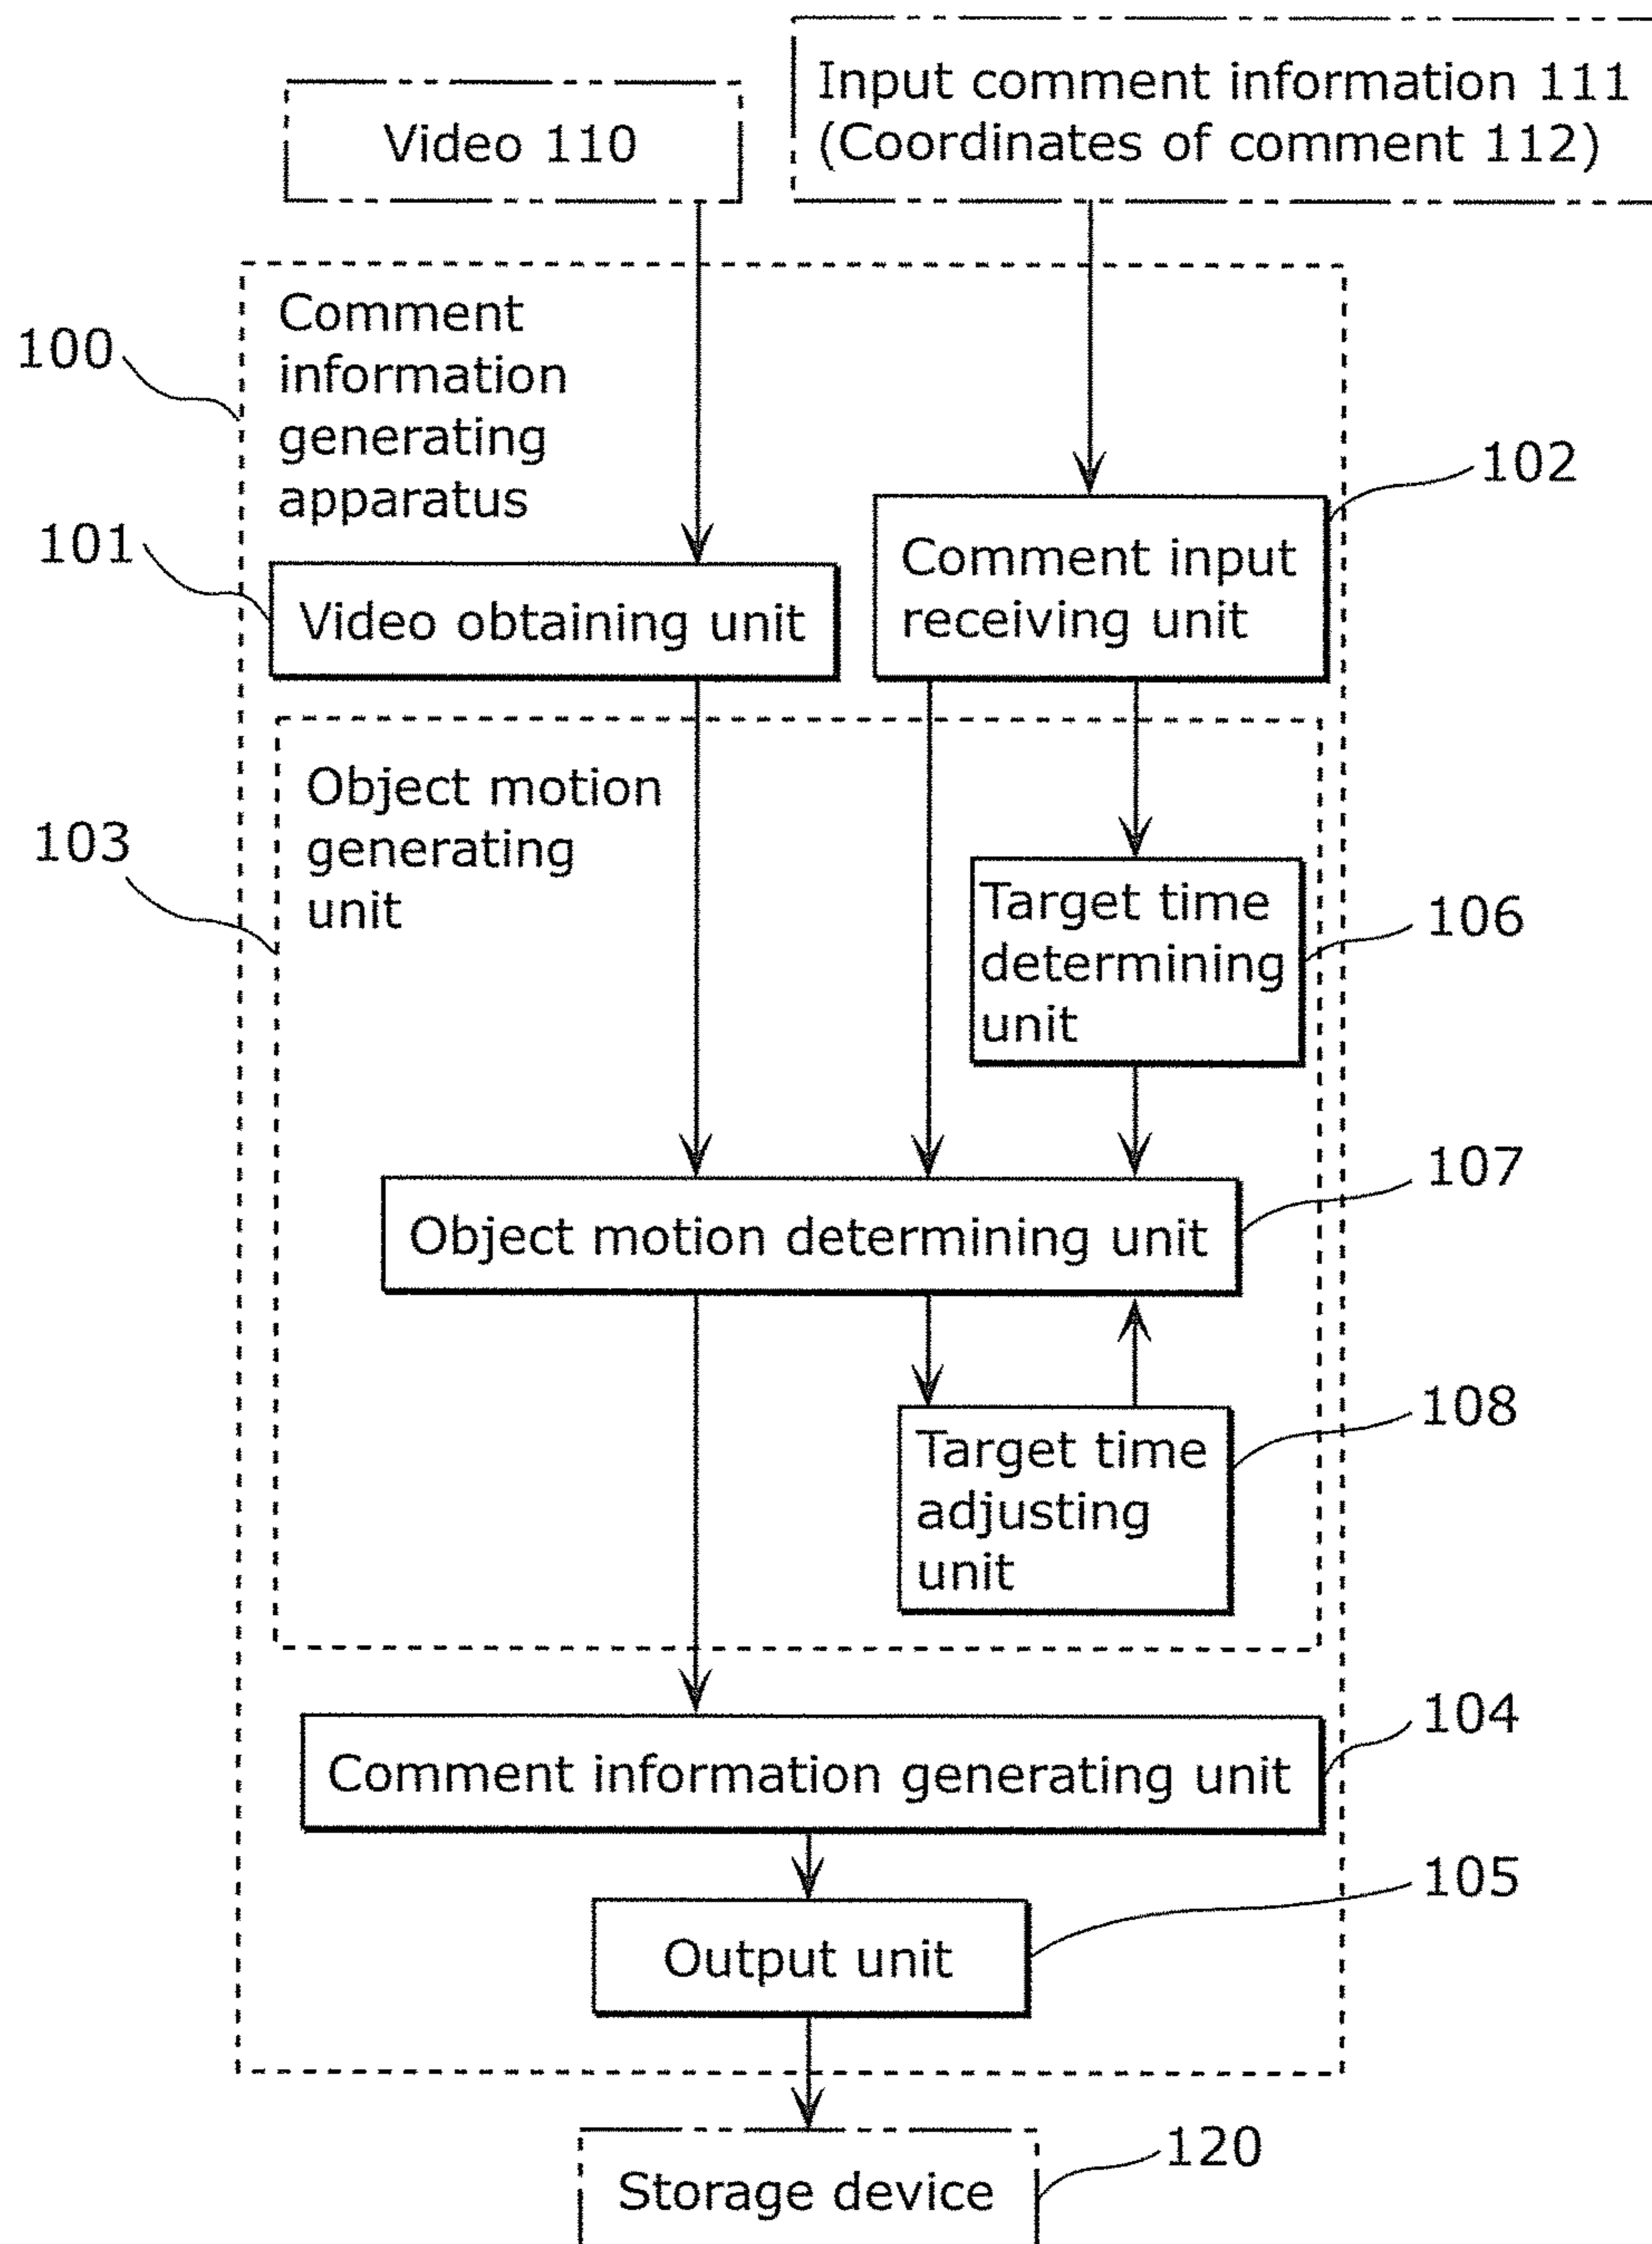 Input comment information 111
(Coordinates of comment 112)
Video 110
100
Comment
information
generating
apparatus
102
101
Comment input
receiving unit
Video obtaining unit
103
Object motion
generating
unit
106
Target time
determining
unit
107
Object motion determining unit
108
Target time
adjusting
unit
104
Comment information generating unit
105
Output unit
120
Storage device